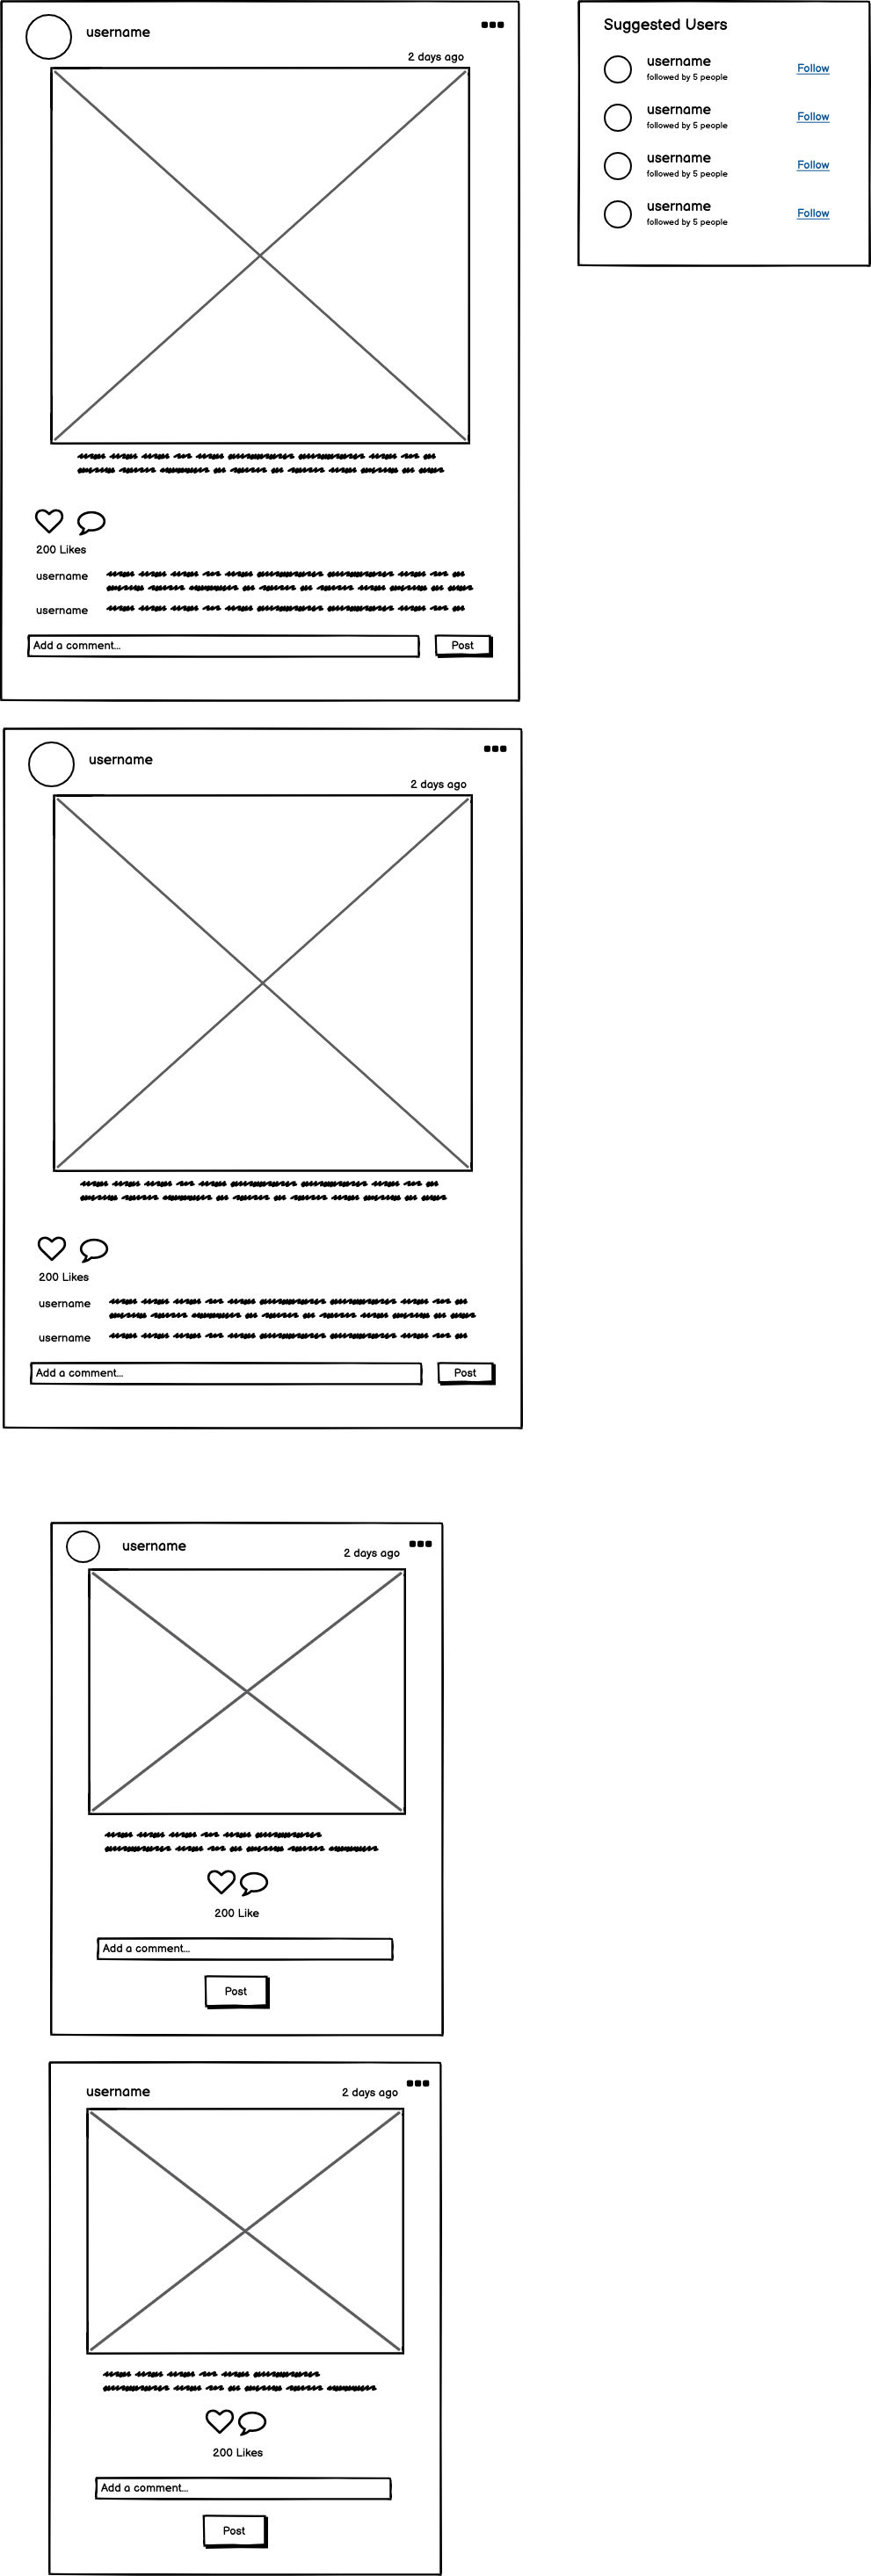 username
2 days ago
200 Likes
username
username
Add a comment...
Post
Suggested Users
username
followed by 5 people
Follow
username
followed by 5 people
Follow
username
followed by 5 people
Follow
username
followed by 5 people
Follow
username
2 days ago
200 Likes
username
username
Add a comment...
Post
username
2 days ago
200 Like
Add a comment...
Post
username
2 days ago
200 Likes
Add a comment...
Post